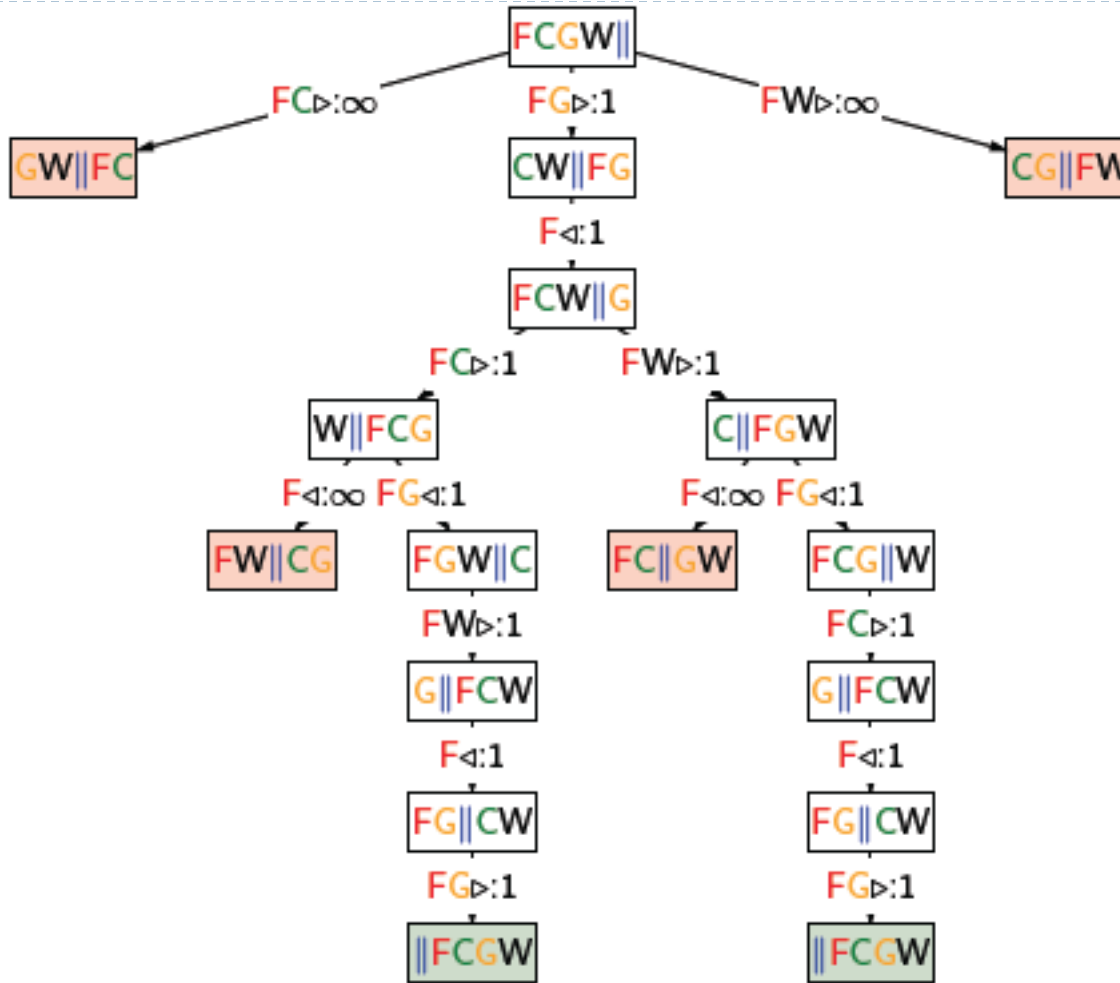 FCGW||
FC▹:∞ FG▹:1 FW▹:∞
GW||FC CW||FG CG||FW
F◃:1
FCW||G
FC▹:1 FW▹:1
W||FCG C||FGW
F◃:∞ FG◃:1 F◃:∞ FG◃:1
FW||CG FGW||C FC||GW FCG||W
FW▹:1 FC▹:1
G||FCW G||FCW
F◃:1 F◃:1
FG||CW FG||CW
FG▹:1 FG▹:1
||FCGW ||FCGW